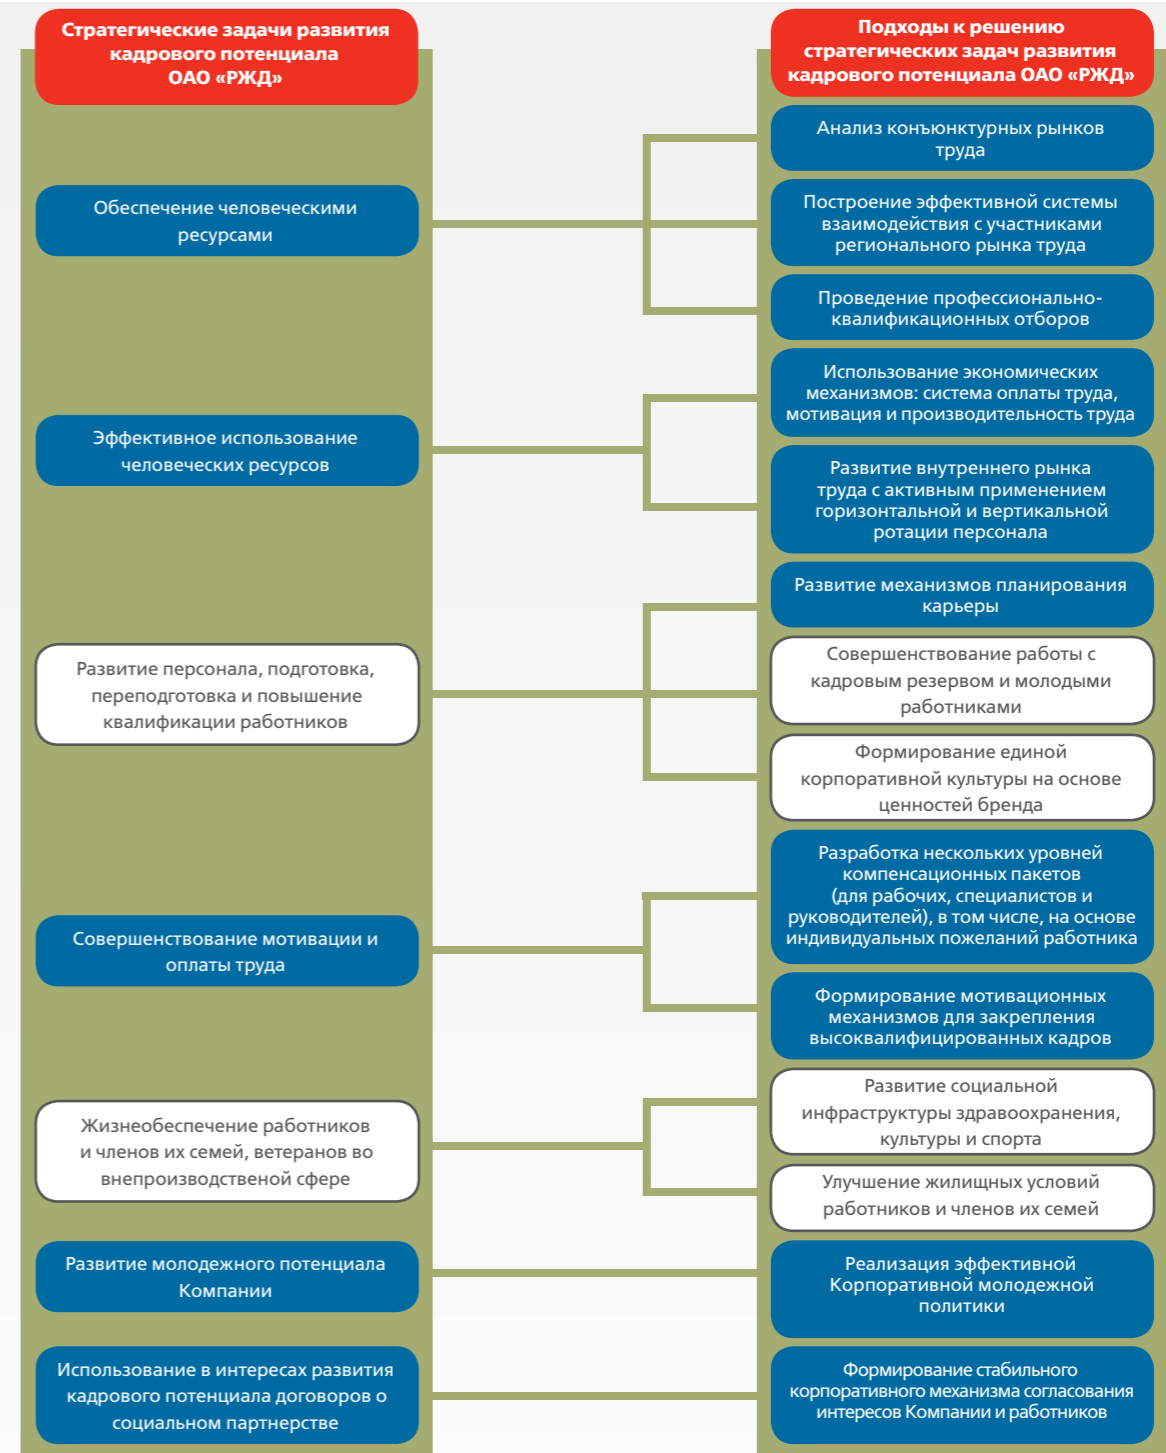 Стратегические задачи развития
кадрового потенциала
ОАО «РЖД»
Подходы к решению
стратегических задач развития
кадрового потенциала ОАО «РЖД»
Обеспечение человеческими
ресурсами
Анализ конъюнктурных рынков
труда
Построение эффективной системы
взаимодействия с участниками
регионального рынка труда
Проведение профессионально-
квалификационных отборов
Эффективное использование
человеческих ресурсов
Использование экономических
механизмов: система оплаты труда,
мотивация и производительность труда
Развитие внутреннего рынка
труда с активным применением
горизонтальной и вертикальной
ротации персонала
Развитие персонала, подготовка,
переподготовка и повышение
квалификации работников
Развитие механизмов планирования
карьеры
Совершенствование работы с
кадровым резервом и молодыми
работниками
Формирование единой
корпоративной культуры на основе
ценностей бренда
Совершенствование мотивации и
оплаты труда
Разработка нескольких уровней
компенсационных пакетов
(для рабочих, специалистов и
руководителей), в том числе, на основе
индивидуальных пожеланий работника
Формирование мотивационных
механизмов для закрепления
высоквалифицированных кадров
Жизнеобеспечение работников
и членов их семей, ветеранов во
внепроизводственой сфере
Развитие социальной
инфраструктуры здравоохранения,
культуры и спорта
Улучшение жилищных условий
работников и членов их семей
Развитие молодежного потенциала
Компании
Реализация эффективной
Корпоративной молодежной
политики
Использование в интересах развития
кадрового потенциала договоров о
социальном партнерстве
Формирование стабильного
корпоративного механизма согласования
интересов Компании и работников